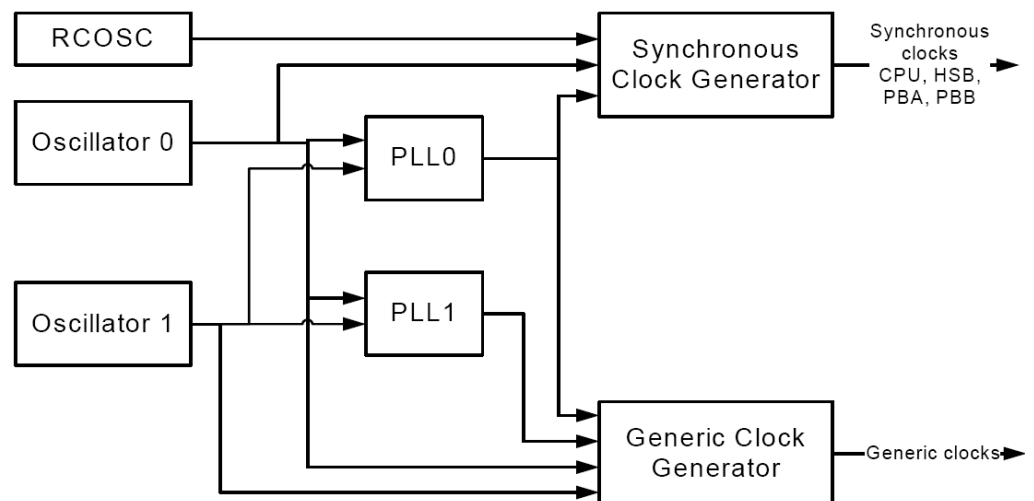 RCOSC
Synchronous
Clock Generator
Synchronous
clocks
CPU, HSB,
PBA, PBB
Oscillator 0
PLL0
Oscillator 1
PLL1
Generic Clock
Generator
Generic clocks